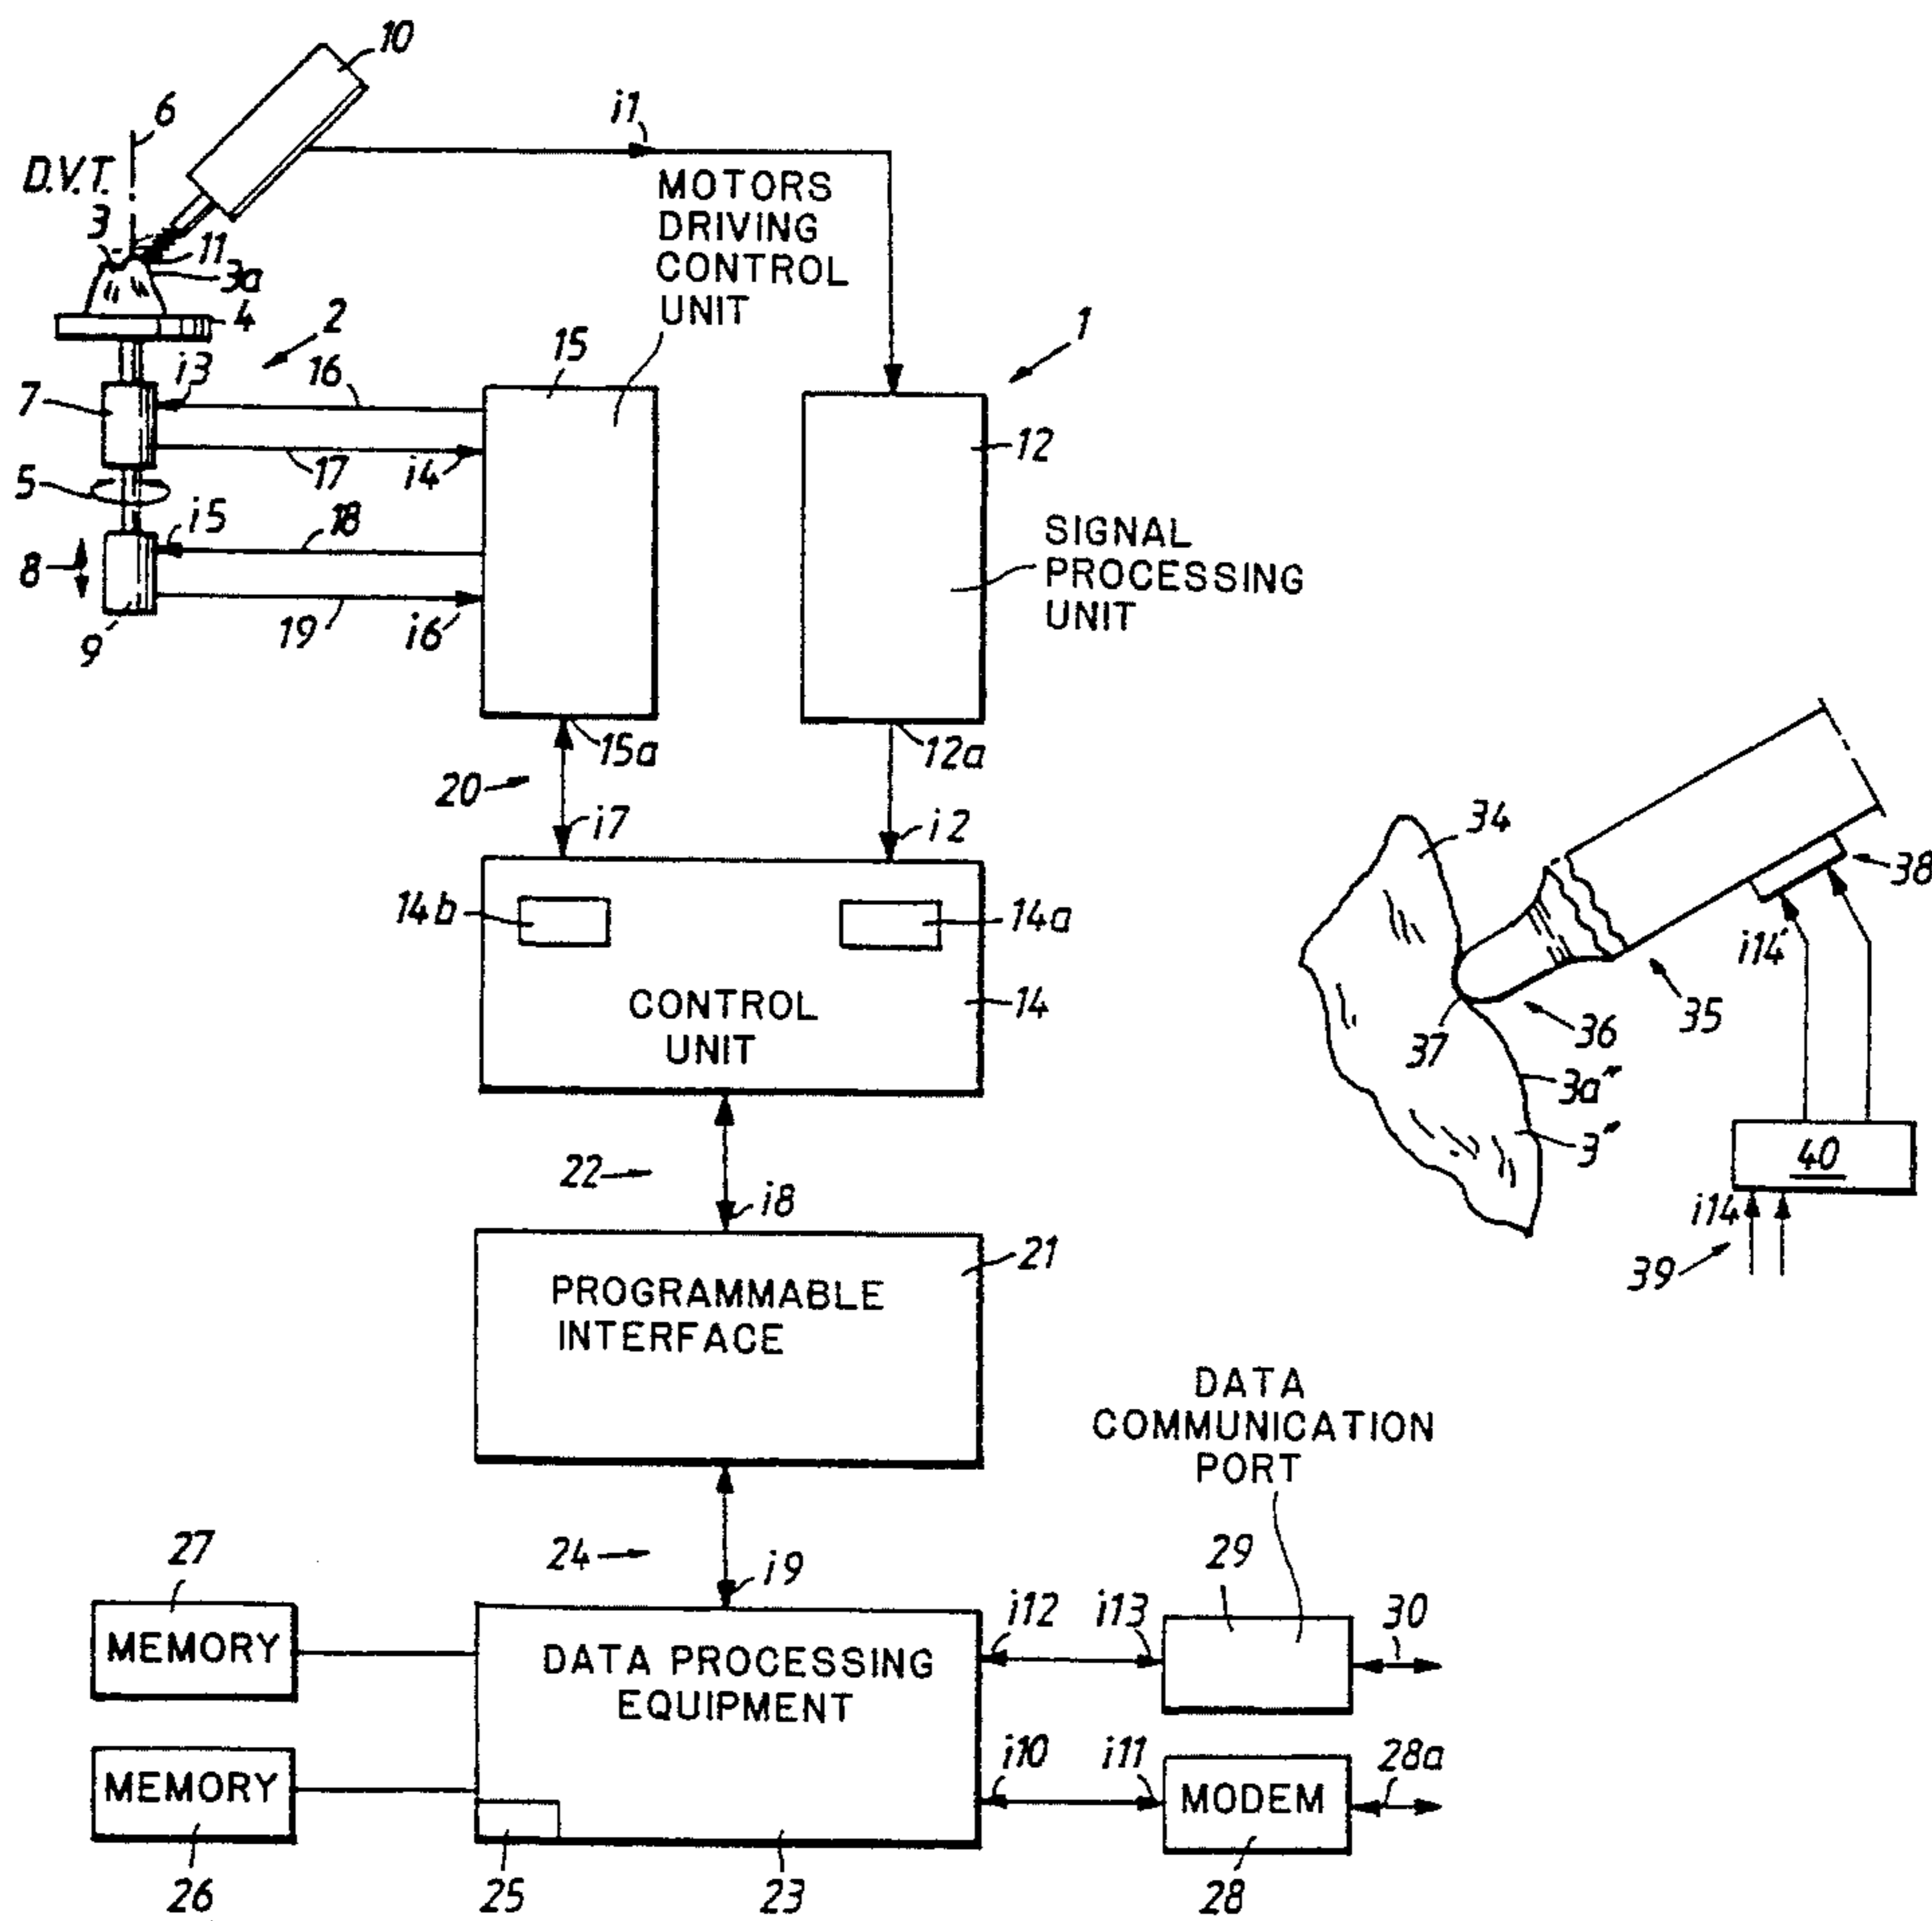 10
6
i1
D.V.T.
MOTORS
DRIVING
CONTROL
UNIT
3
11
3a
4
2
1
15
i3
16
7
12
17
i4
5
i5
18
SIGNAL
PROCESSING
UNIT
8
19
i6
9
15a
12a
20
i7
i2
34
38
14b
14a
i14'
CONTROL
UNIT
14
37
36
35
3a"
3"
40
22
i8
i14
39
21
PROGRAMMABLE
INTERFACE
DATA
COMMUNICATION
PORT
27
24
i9
29
i12
i13
30
MEMORY
DATA PROCESSING
EQUIPMENT
i10
i11
28a
MEMORY
MODEM
26
25
23
28